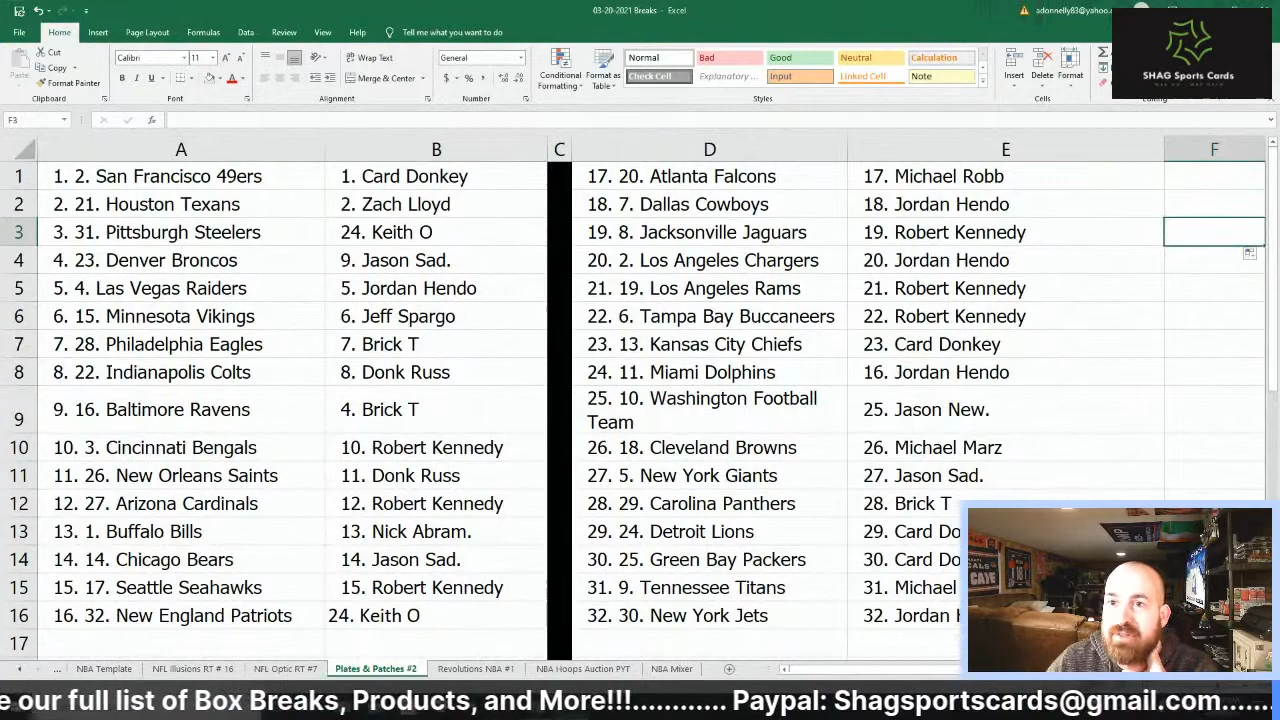 03-20-2021 Breaks - Excel
adonnelly83@yahoo.c
File Home Insert Page Layout Formulas Data Review View Help Tell me what you want to do
Cut
Copy
Format Painter
Paste
Clipboard
Calibri 11
B I U
Font
Wrap Text
Merge & Center
Alignment
General
$ % ,
Number
Conditional Formatting
Format as Table
Normal Bad Good Neutral Calculation
Check Cell Explanatory ... Input Linked Cell Note
Styles
Insert Delete Format
Cells
Editing
SHAG Sports Cards
F3
fx
A B C D E F
1 1. 2. San Francisco 49ers 1. Card Donkey 17. 20. Atlanta Falcons 17. Michael Robb
2 2. 21. Houston Texans 2. Zach Lloyd 18. 7. Dallas Cowboys 18. Jordan Hendo
3 3. 31. Pittsburgh Steelers 24. Keith O 19. 8. Jacksonville Jaguars 19. Robert Kennedy
4 4. 23. Denver Broncos 9. Jason Sad. 20. 2. Los Angeles Chargers 20. Jordan Hendo
5 5. 4. Las Vegas Raiders 5. Jordan Hendo 21. 19. Los Angeles Rams 21. Robert Kennedy
6 6. 15. Minnesota Vikings 6. Jeff Spargo 22. 6. Tampa Bay Buccaneers 22. Robert Kennedy
7 7. 28. Philadelphia Eagles 7. Brick T 23. 13. Kansas City Chiefs 23. Card Donkey
8 8. 22. Indianapolis Colts 8. Donk Russ 24. 11. Miami Dolphins 16. Jordan Hendo
9 9. 16. Baltimore Ravens 4. Brick T 25. 10. Washington Football Team 25. Jason New.
10 10. 3. Cincinnati Bengals 10. Robert Kennedy 26. 18. Cleveland Browns 26. Michael Marz
11 11. 26. New Orleans Saints 11. Donk Russ 27. 5. New York Giants 27. Jason Sad.
12 12. 27. Arizona Cardinals 12. Robert Kennedy 28. 29. Carolina Panthers 28. Brick T
13 13. 1. Buffalo Bills 13. Nick Abram. 29. 24. Detroit Lions 29. Card Do
14 14. 14. Chicago Bears 14. Jason Sad. 30. 25. Green Bay Packers 30. Card Do
15 15. 17. Seattle Seahawks 15. Robert Kennedy 31. 9. Tennessee Titans 31. Michael
16 16. 32. New England Patriots 24. Keith O 32. 30. New York Jets 32. Jordan H
17
... NBA Template NFL Illusions RT # 16 NFL Optic RT #7 Plates & Patches #2 Revolutions NBA #1 NBA Hoops Auction PYT NBA Mixer
e our full list of Box Breaks, Products, and More!!!............ Paypal: Shagsportscards@gmail.com......